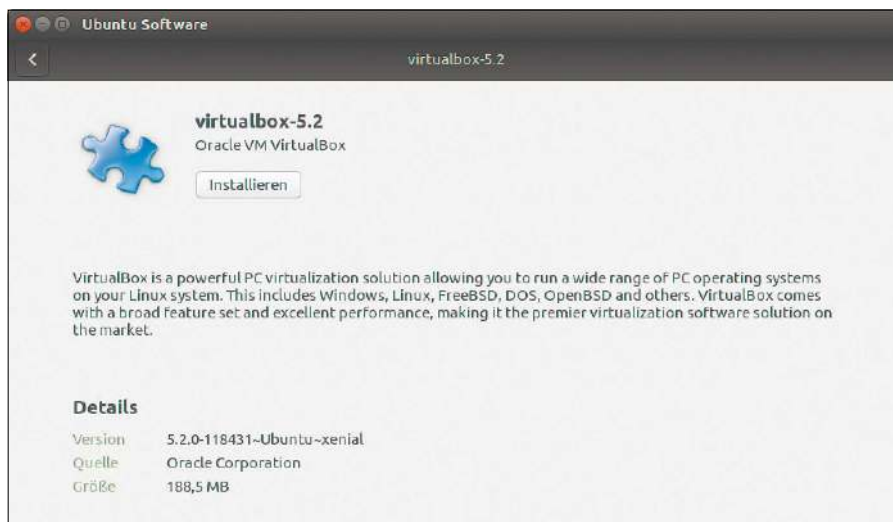 Ubuntu Software
virtualbox-5.2
virtualbox-5.2
Oracle VM VirtualBox
Installieren
VirtualBox is a powerful PC virtualization solution allowing you to run a wide range of PC operating systems
on your Linux system. This includes Windows, Linux, FreeBSD, DOS, OpenBSD and others. VirtualBox comes
with a broad feature set and excellent performance, making it the premier virtualization software solution on
the market.
Details
Version 5.2.0-118431~Ubuntu~xenial
Quelle Oracle Corporation
Größe 188,5 MB